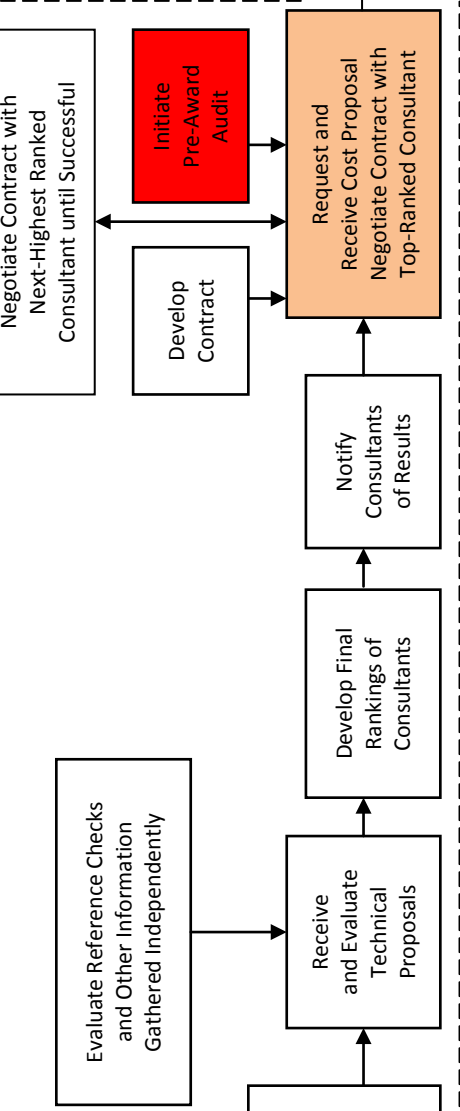 Negotiate Contract with
Next-Highest Ranked
Consultant until Successful
Initiate
Pre-Award
Audit
Develop
Contract
Request and
Receive Cost Proposal
Negotiate Contract with
Top-Ranked Consultant
Notify
Consultants
of Results
Develop Final
Rankings of
Consultants
Evaluate Reference Checks
and Other Information
Gathered Independently
Receive
and Evaluate
Technical
Proposals